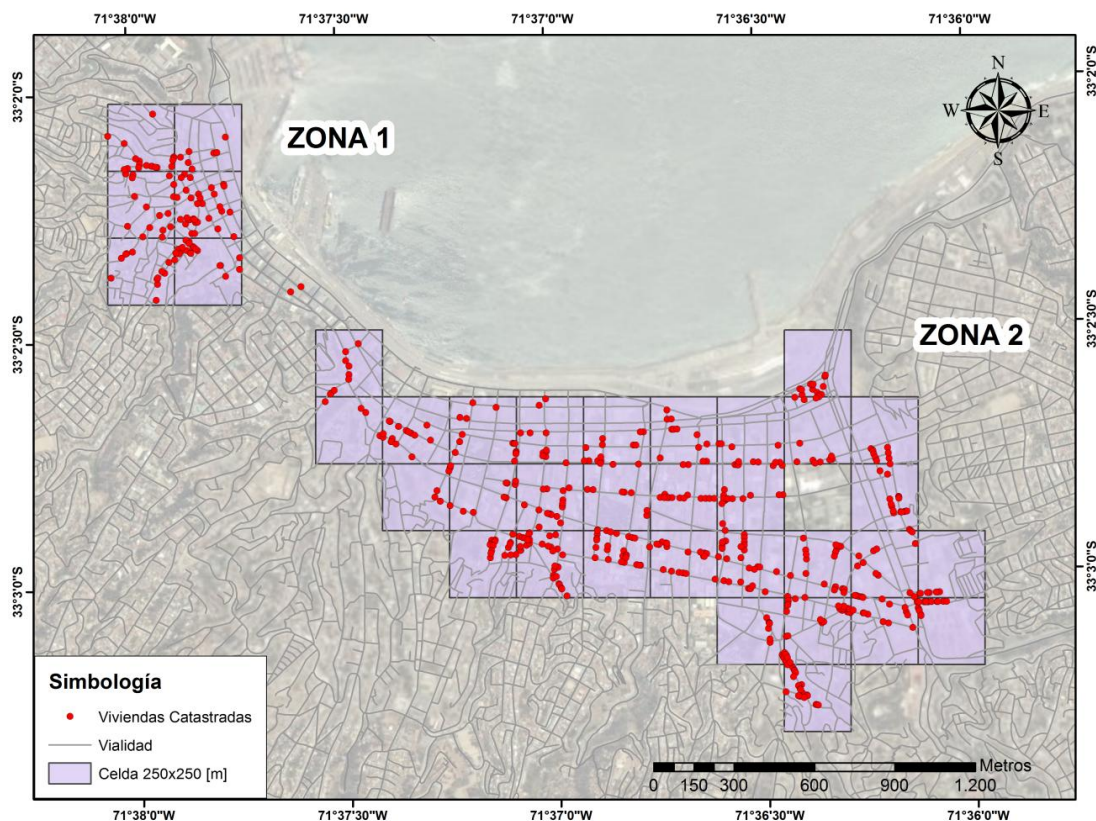 71°38'0"W 71°37'30"W 71°37'0"W 71°36'30"W 71°36'0"W
33°2'0"S
33°2'0"S
N
W E
S
ZONA 1
33°2'30"S
33°2'30"S
ZONA 2
33°3'0"S
33°3'0"S
Simbología
Viviendas Catastradas
Vialidad
Celda 250x250 [m]
Metros
0 150 300 600 900 1.200
71°38'0"W 71°37'30"W 71°37'0"W 71°36'30"W 71°36'0"W